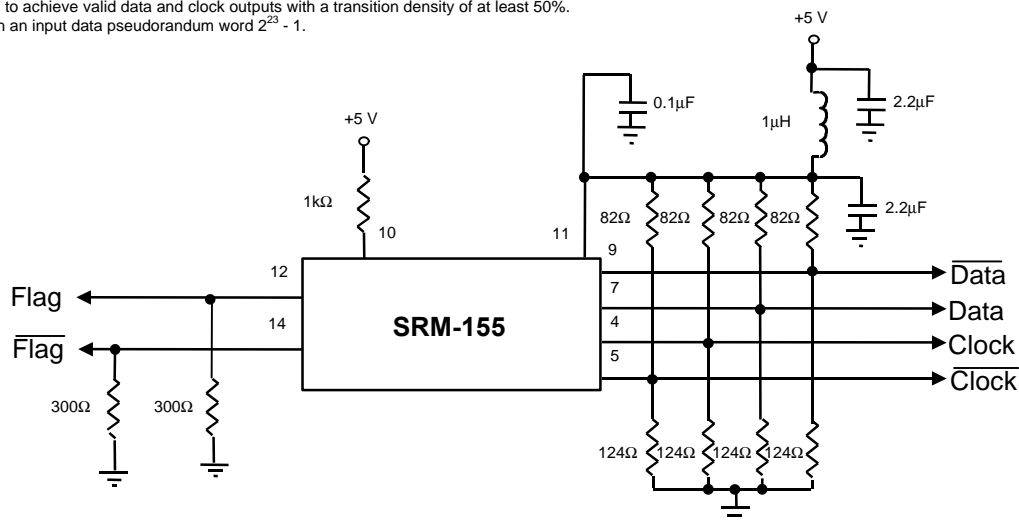 to achieve valid data and clock outputs with a transition density of at least 50%.
an input data pseudorandum word 2²³ - 1.
+5 V
0.1μF
2.2μF
+5 V
1μH
1kΩ
82Ω 82Ω 82Ω 82Ω
2.2μF
10
11
9
12
Data
7
Flag
14
SRM-155
Data
4
Flag
Clock
5
Clock
300Ω 300Ω
124Ω 124Ω 124Ω 124Ω